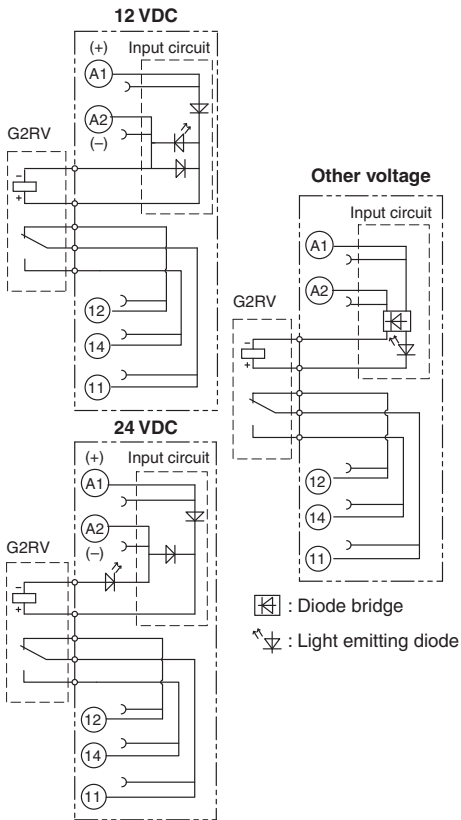 12 VDC
(+) Input circuit
A1
A2
(−)
G2RV
−
+
12
14
11
24 VDC
(+) Input circuit
A1
A2
(−)
G2RV
−
+
12
14
11
Other voltage
Input circuit
A1
A2
G2RV
−
+
12
14
11
: Diode bridge
: Light emitting diode